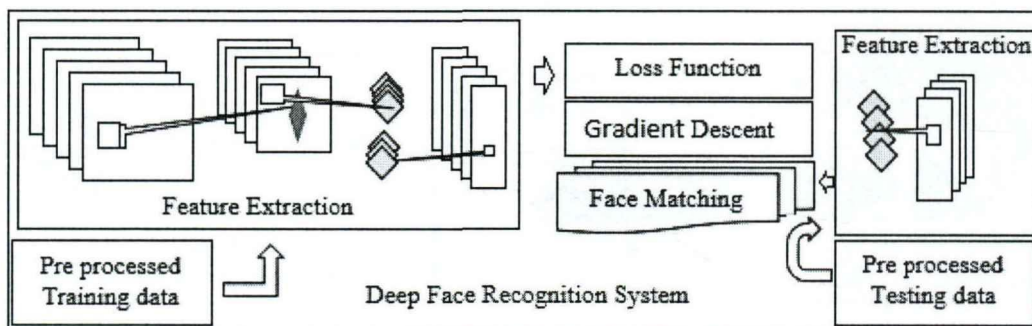 Feature Extraction
Pre processed
Training data
Loss Function
Gradient Descent
Face Matching
Deep Face Recognition System
Feature Extraction
Pre processed
Testing data